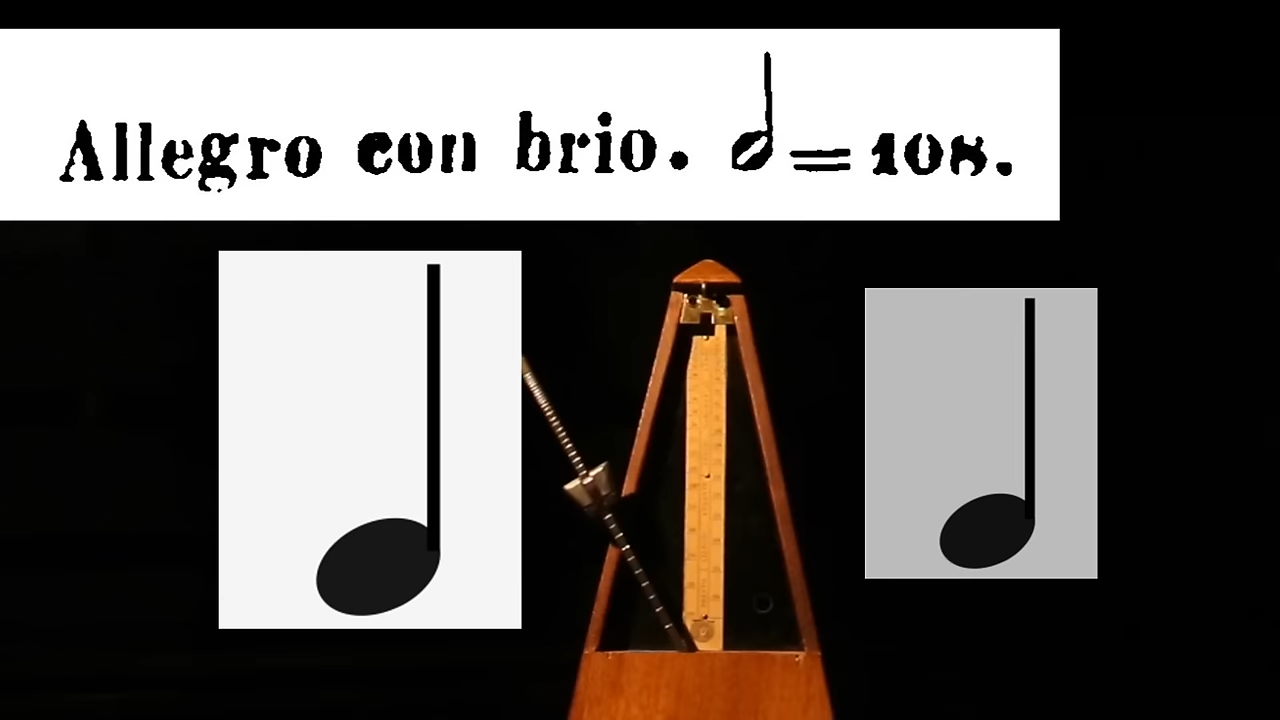 Allegro con brio. 𝅗𝅥 = 108.